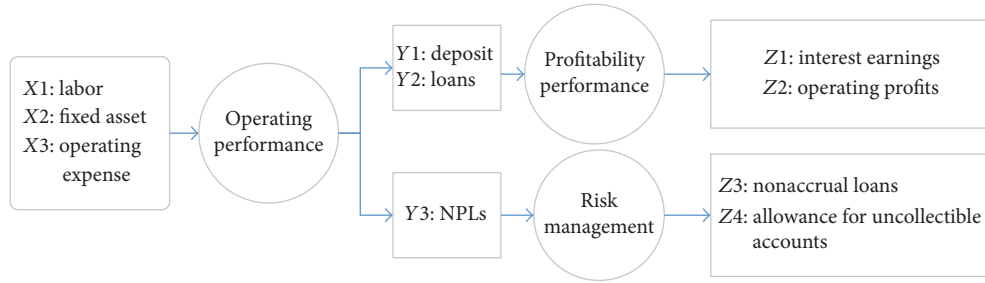 X1: labor
X2: fixed asset
X3: operating
expense
Operating
performance
Y1: deposit
Y2: loans
Profitability
performance
Z1: interest earnings
Z2: operating profits
Y3: NPLs
Risk
management
Z3: nonaccrual loans
Z4: allowance for uncollectible
accounts